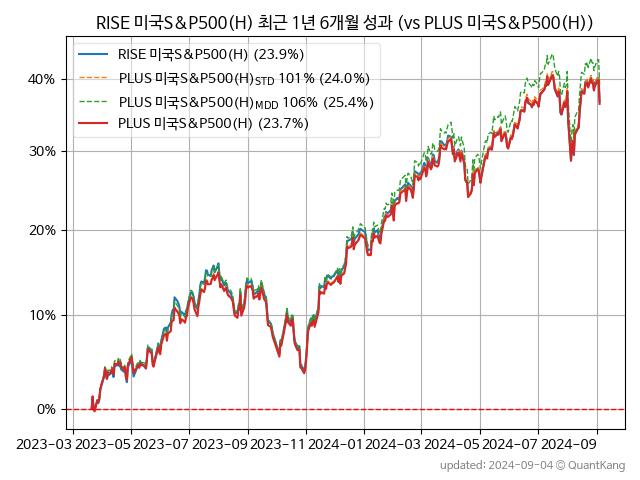 RISE 미국S&P500(H) 최근 1년 6개월 성과 (vs PLUS 미국S&P500(H))
RISE 미국S&P500(H) (23.9%)
PLUS 미국S&P500(H)STD 101% (24.0%)
PLUS 미국S&P500(H)MDD 106% (25.4%)
PLUS 미국S&P500(H) (23.7%)
40%
30%
20%
10%
0%
2023-03 2023-05 2023-07 2023-09 2023-11 2024-01 2024-03 2024-05 2024-07 2024-09
updated: 2024-09-04 @ QuantKang